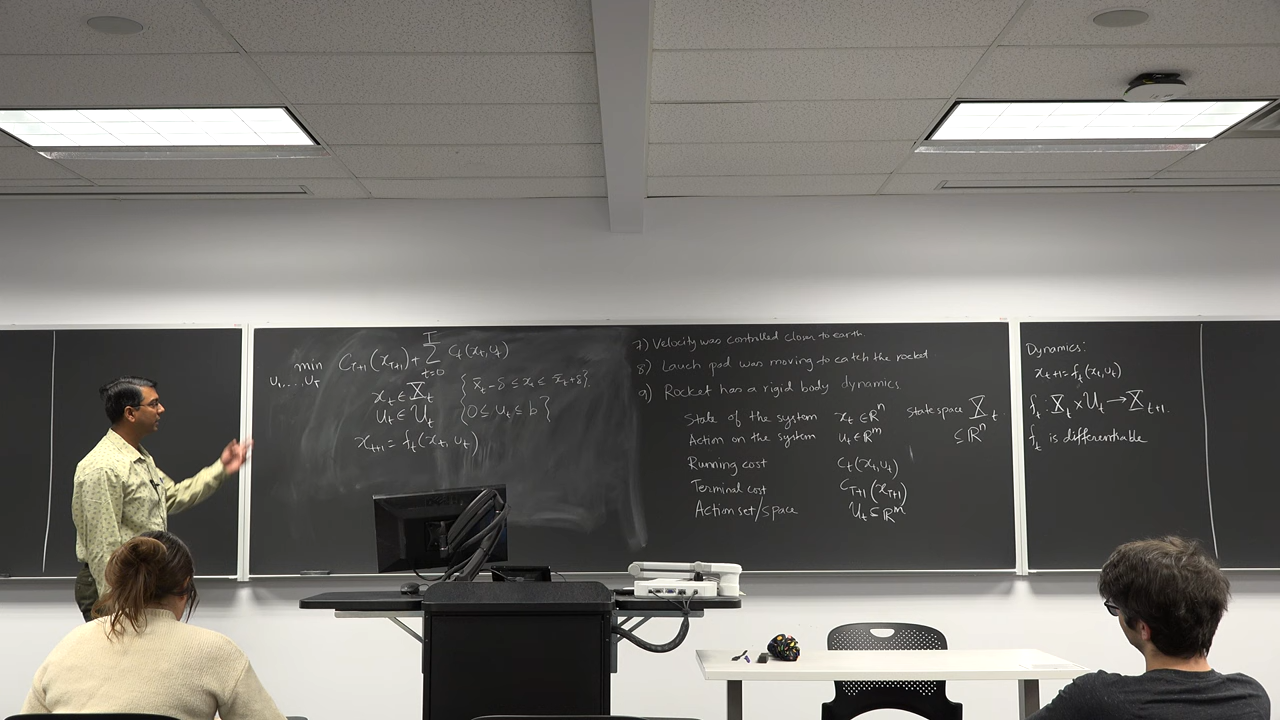 min C_{T+1}(x_{T+1}) + \sum_{t=0}^{T} C_t(x_t, u_t)
u_1, ..., u_T
x_t ∈ X_t {x̄_t - δ ≤ x_t ≤ x̄_t + δ}
u_t ∈ U_t {0 ≤ u_t ≤ b}
x_{t+1} = f_t(x_t, u_t)
7) Velocity was controlled closer to earth.
8) Lauch pad was moving to catch the rocket
9) Rocket has a rigid body dynamics
State of the system x_t ∈ ℝ^n state space X_t ⊆ ℝ^n
Action on the system u_t ∈ ℝ^m
Running cost C_t(x_t, u_t)
Terminal cost C_{T+1}(x_{T+1})
Action set/space U_t ⊆ ℝ^m
Dynamics:
x_{t+1} = f_t(x_t, u_t)
f_t : X_t × U_t → X_{t+1}.
f_t is differentiable